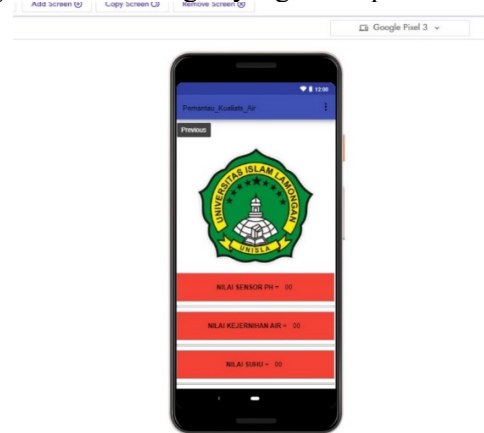 Add Screen
Copy Screen
Remove Screen
Google Pixel 3
12:00
Pemantau_Kualiats_Air
Previous
UNIVERSITAS ISLAM LAMONGAN
UNISLA
NILAI SENSOR PH = 00
NILAI KEJERNIHAN AIR = 00
NILAI SUHU = 00